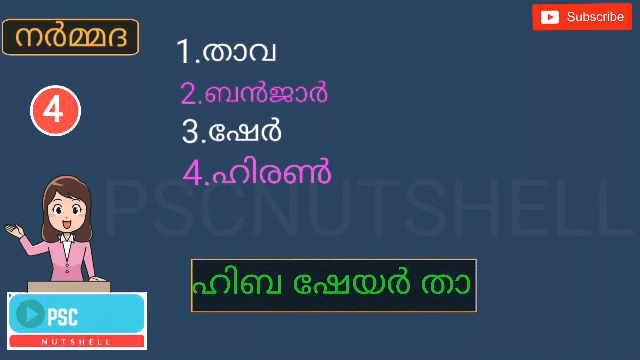 നർമ്മദ
Subscribe
1.താവ
2.ബൻജാർ
4
3.ഷേർ
4.ഹിരൺ
PSCNUTSHELL
ഹിബ ഷേയർ താ
PSC
NUTSHELL